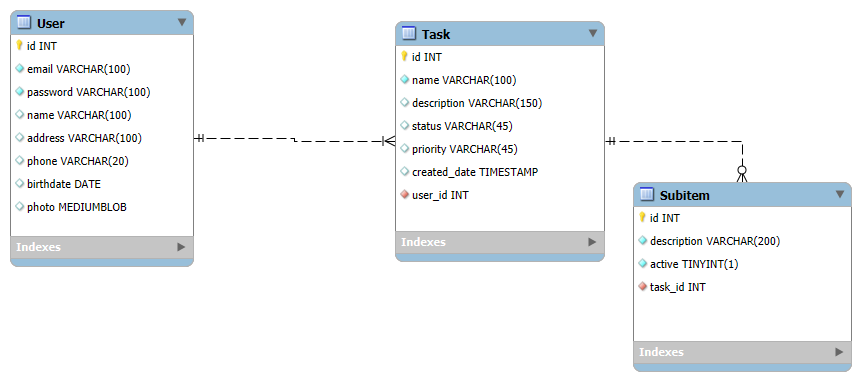 User
id INT
email VARCHAR(100)
password VARCHAR(100)
name VARCHAR(100)
address VARCHAR(100)
phone VARCHAR(20)
birthdate DATE
photo MEDIUMBLOB
Indexes
Task
id INT
name VARCHAR(100)
description VARCHAR(150)
status VARCHAR(45)
priority VARCHAR(45)
created_date TIMESTAMP
user_id INT
Indexes
Subitem
id INT
description VARCHAR(200)
active TINYINT(1)
task_id INT
Indexes